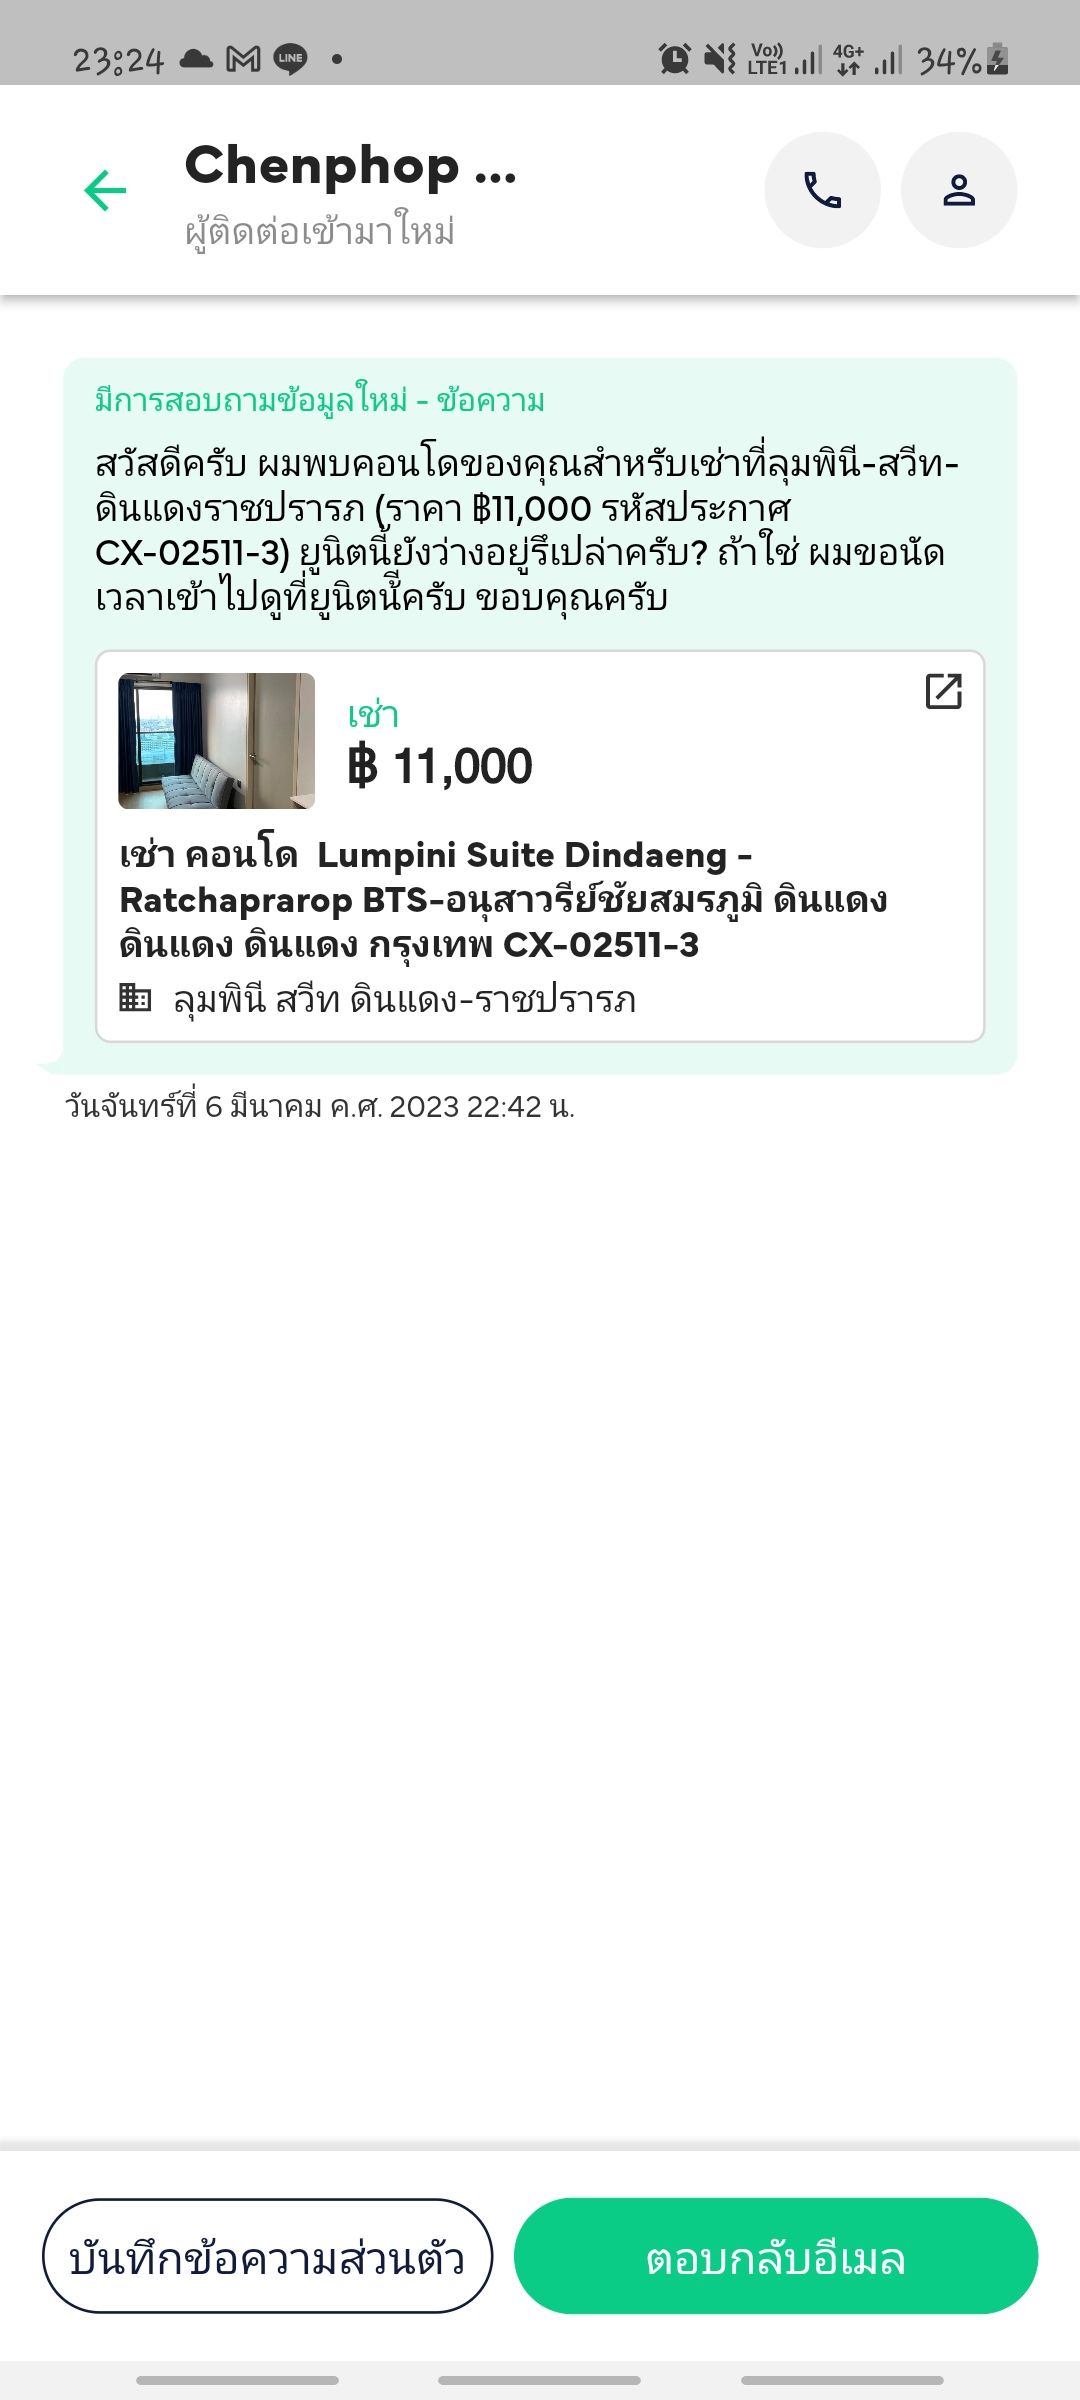 23:24
LINE
Vo)) LTE1 4G+ 34%
Chenphop ...
ผู้ติดต่อเข้ามาใหม่
มีการสอบถามข้อมูลใหม่ - ข้อความ
สวัสดีครับ ผมพบคอนโดของคุณสำหรับเช่าที่ลุมพินี-สวีท-
ดินแดงราชปรารภ (ราคา ฿11,000 รหัสประกาศ
CX-02511-3) ยูนิตนี้ยังว่างอยู่รึเปล่าครับ? ถ้าใช่ ผมขอนัด
เวลาเข้าไปดูที่ยูนิตนี้ครับ ขอบคุณครับ
เช่า
฿ 11,000
เช่า คอนโด Lumpini Suite Dindaeng -
Ratchaprarop BTS-อนุสาวรีย์ชัยสมรภูมิ ดินแดง
ดินแดง ดินแดง กรุงเทพ CX-02511-3
ลุมพินี สวีท ดินแดง-ราชปรารภ
วันจันทร์ที่ 6 มีนาคม ค.ศ. 2023 22:42 น.
บันทึกข้อความส่วนตัว
ตอบกลับอีเมล